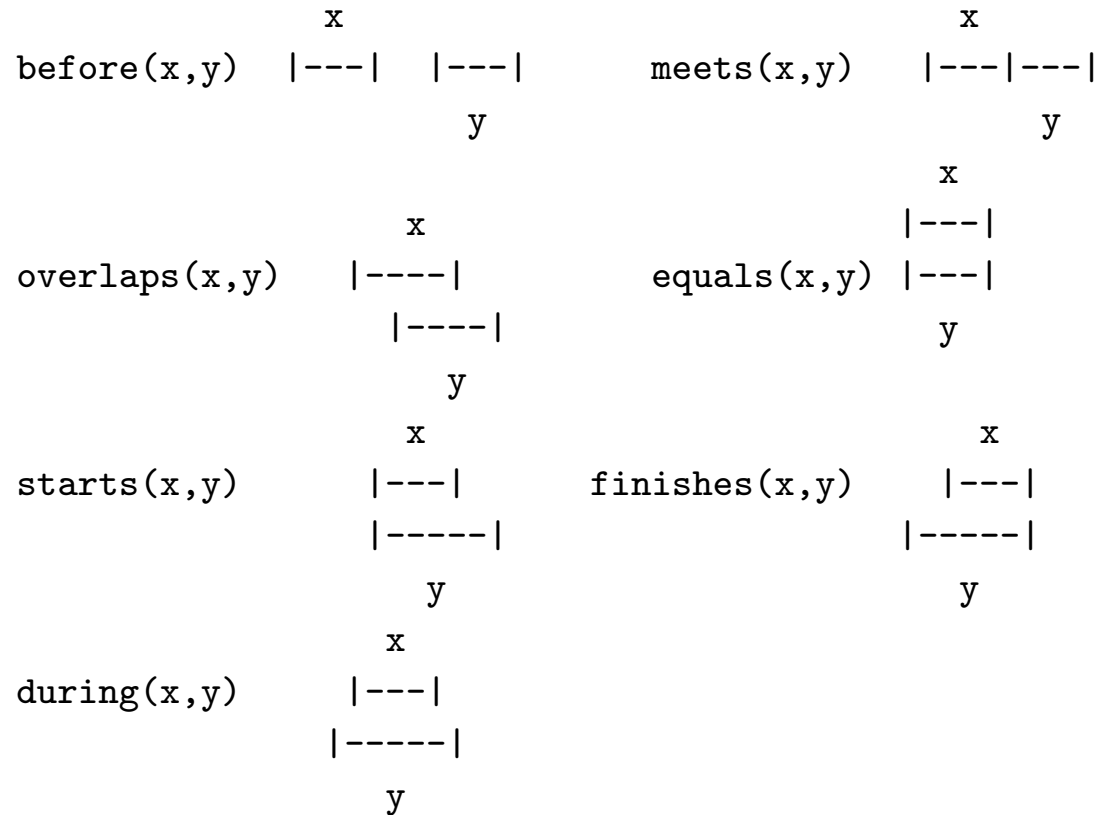 x                              x
before(x,y)  |---|  |---|      meets(x,y)   |---|---|
                      y                            y
                                              x
                   x                        |---|
overlaps(x,y)   |----|         equals(x,y)  |---|
                  |----|                      y
                     y
                   x                            x
starts(x,y)      |---|      finishes(x,y)     |---|
                 |-----|                    |-----|
                    y                          y
                  x
during(x,y)     |---|
               |-----|
                  y